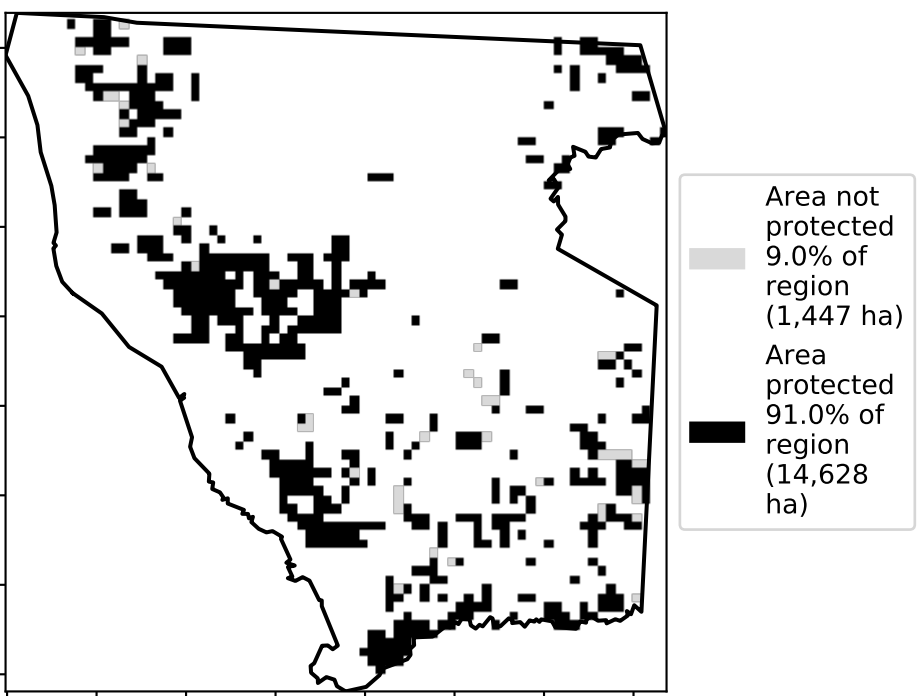 Area not
protected
9.0% of
region
(1,447 ha)
Area
protected
91.0% of
region
(14,628
ha)